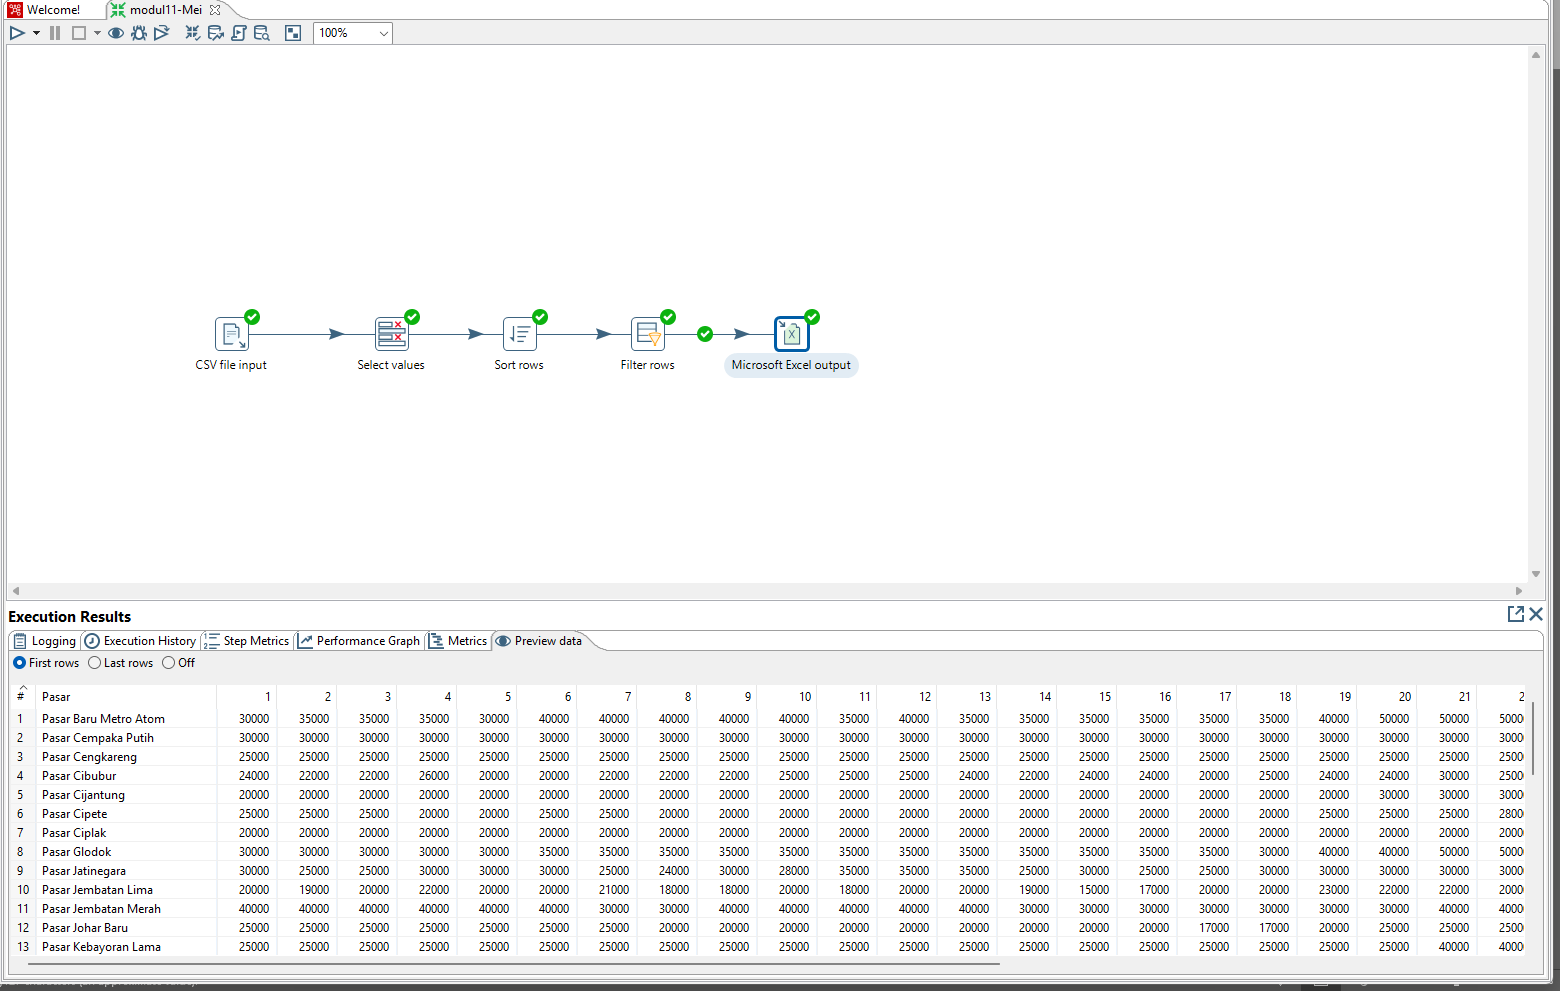 Welcome! modul11-Mei
100%
CSV file input Select values Sort rows Filter rows Microsoft Excel output
Execution Results
Logging Execution History Step Metrics Performance Graph Metrics Preview data
First rows Last rows Off
# Pasar 1 2 3 4 5 6 7 8 9 10 11 12 13 14 15 16 17 18 19 20 21 2
1 Pasar Baru Metro Atom 30000 35000 35000 35000 30000 40000 40000 40000 40000 40000 35000 40000 35000 35000 35000 35000 35000 35000 40000 50000 50000 5000
2 Pasar Cempaka Putih 30000 30000 30000 30000 30000 30000 30000 30000 30000 30000 30000 30000 30000 30000 30000 30000 30000 30000 30000 30000 30000 3000
3 Pasar Cengkareng 25000 25000 25000 25000 25000 25000 25000 25000 25000 25000 25000 25000 25000 25000 25000 25000 25000 25000 25000 25000 25000 2500
4 Pasar Cibubur 24000 22000 22000 26000 20000 20000 22000 22000 22000 25000 25000 25000 24000 22000 24000 24000 20000 25000 24000 24000 30000 2500
5 Pasar Cijantung 20000 20000 20000 20000 20000 20000 20000 20000 20000 20000 20000 20000 20000 20000 20000 20000 20000 20000 20000 30000 30000 3000
6 Pasar Cipete 25000 25000 25000 20000 20000 25000 25000 20000 20000 20000 20000 20000 20000 20000 20000 20000 20000 20000 25000 25000 25000 2800
7 Pasar Ciplak 20000 20000 20000 20000 20000 20000 20000 20000 20000 20000 20000 20000 20000 20000 20000 20000 20000 20000 20000 20000 20000 2000
8 Pasar Glodok 30000 30000 30000 30000 30000 35000 35000 35000 35000 35000 35000 35000 35000 35000 35000 35000 35000 30000 40000 40000 50000 5000
9 Pasar Jatinegara 30000 25000 25000 30000 30000 30000 25000 24000 30000 28000 35000 35000 35000 25000 30000 25000 25000 30000 30000 30000 30000 3000
10 Pasar Jembatan Lima 20000 19000 20000 22000 20000 20000 21000 18000 18000 20000 18000 20000 20000 19000 15000 17000 20000 20000 23000 22000 22000 2000
11 Pasar Jembatan Merah 40000 40000 40000 40000 40000 40000 30000 30000 40000 40000 40000 40000 40000 30000 30000 30000 30000 30000 30000 30000 40000 4000
12 Pasar Johar Baru 25000 25000 25000 25000 25000 25000 25000 20000 20000 20000 20000 20000 20000 20000 20000 20000 17000 17000 20000 25000 25000 2500
13 Pasar Kebayoran Lama 25000 25000 25000 25000 25000 25000 25000 25000 25000 25000 25000 25000 25000 25000 25000 25000 25000 25000 25000 25000 40000 4000